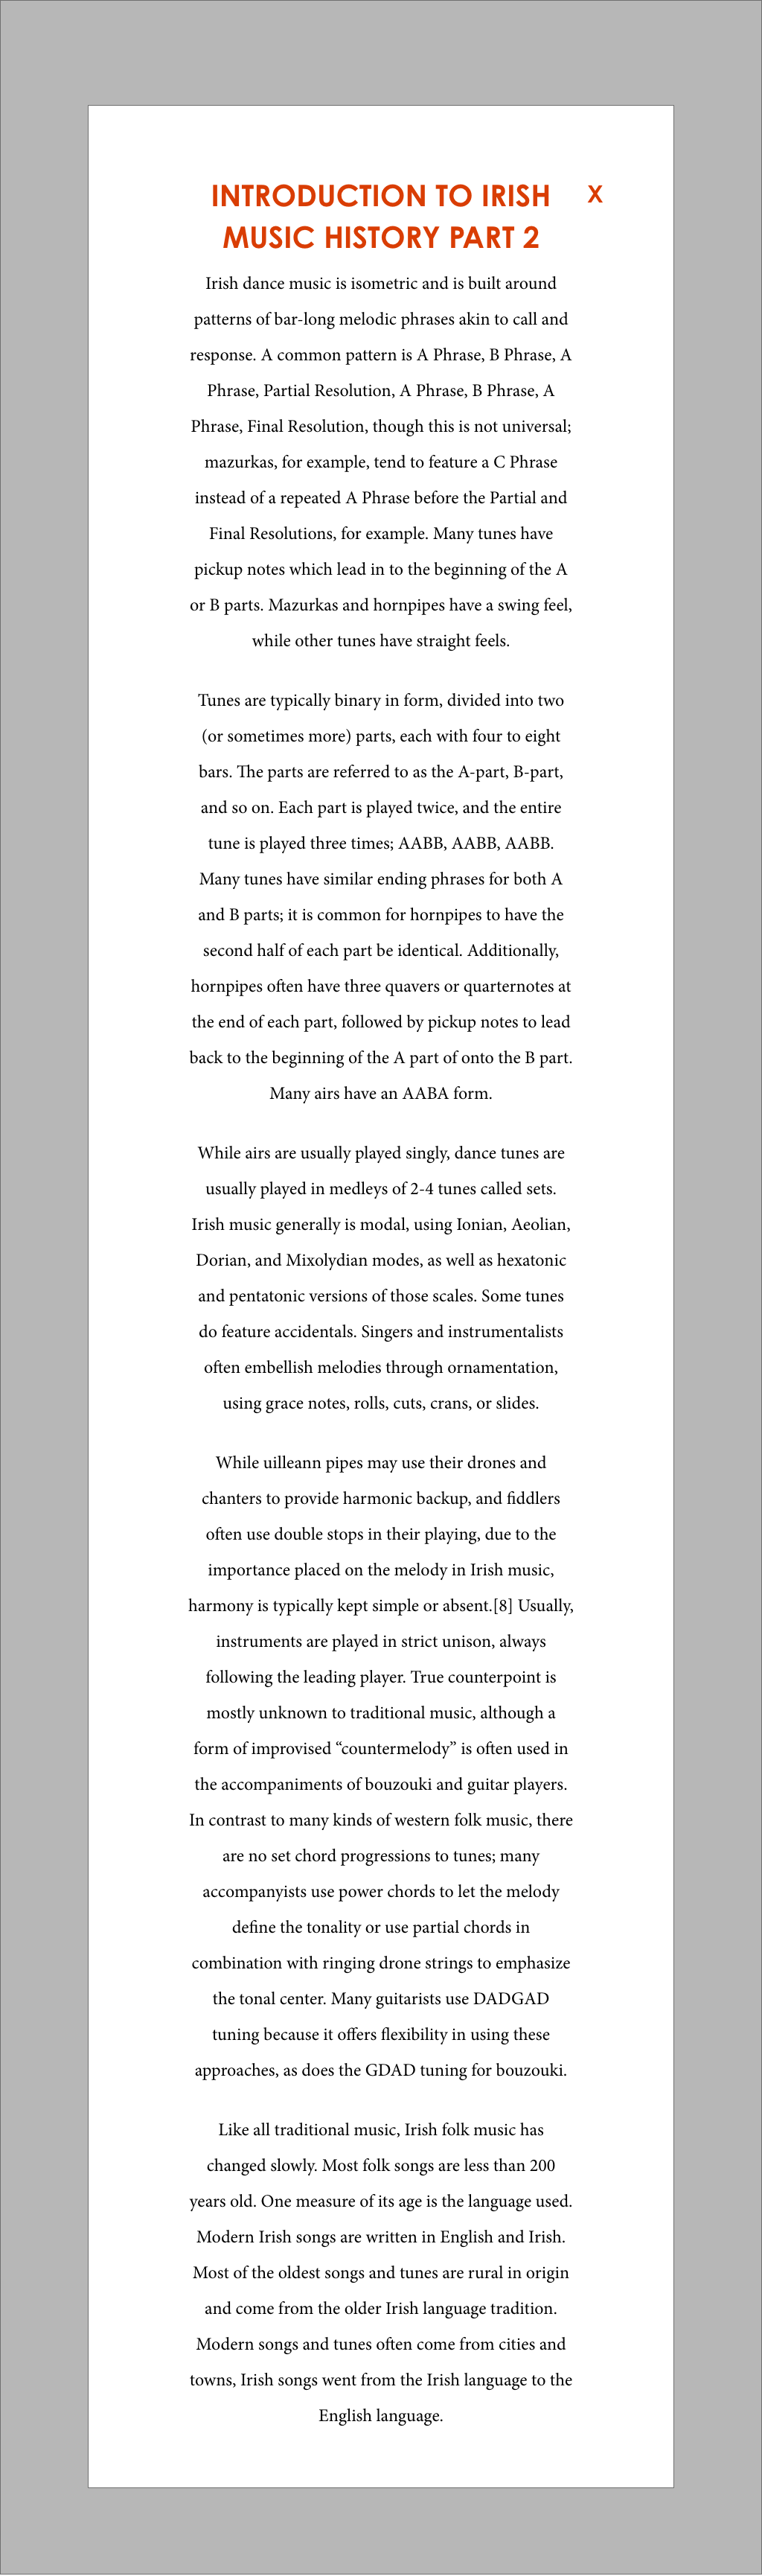 INTRODUCTION TO IRISH X
MUSIC HISTORY PART 2
Irish dance music is isometric and is built around
patterns of bar-long melodic phrases akin to call and
response. A common pattern is A Phrase, B Phrase, A
Phrase, Partial Resolution, A Phrase, B Phrase, A
Phrase, Final Resolution, though this is not universal;
mazurkas, for example, tend to feature a C Phrase
instead of a repeated A Phrase before the Partial and
Final Resolutions, for example. Many tunes have
pickup notes which lead in to the beginning of the A
or B parts. Mazurkas and hornpipes have a swing feel,
while other tunes have straight feels.
Tunes are typically binary in form, divided into two
(or sometimes more) parts, each with four to eight
bars. The parts are referred to as the A-part, B-part,
and so on. Each part is played twice, and the entire
tune is played three times; AABB, AABB, AABB.
Many tunes have similar ending phrases for both A
and B parts; it is common for hornpipes to have the
second half of each part be identical. Additionally,
hornpipes often have three quavers or quarternotes at
the end of each part, followed by pickup notes to lead
back to the beginning of the A part of onto the B part.
Many airs have an AABA form.
While airs are usually played singly, dance tunes are
usually played in medleys of 2-4 tunes called sets.
Irish music generally is modal, using Ionian, Aeolian,
Dorian, and Mixolydian modes, as well as hexatonic
and pentatonic versions of those scales. Some tunes
do feature accidentals. Singers and instrumentalists
often embellish melodies through ornamentation,
using grace notes, rolls, cuts, crans, or slides.
While uilleann pipes may use their drones and
chanters to provide harmonic backup, and fiddlers
often use double stops in their playing, due to the
importance placed on the melody in Irish music,
harmony is typically kept simple or absent.[8] Usually,
instruments are played in strict unison, always
following the leading player. True counterpoint is
mostly unknown to traditional music, although a
form of improvised “countermelody” is often used in
the accompaniments of bouzouki and guitar players.
In contrast to many kinds of western folk music, there
are no set chord progressions to tunes; many
accompanyists use power chords to let the melody
define the tonality or use partial chords in
combination with ringing drone strings to emphasize
the tonal center. Many guitarists use DADGAD
tuning because it offers flexibility in using these
approaches, as does the GDAD tuning for bouzouki.
Like all traditional music, Irish folk music has
changed slowly. Most folk songs are less than 200
years old. One measure of its age is the language used.
Modern Irish songs are written in English and Irish.
Most of the oldest songs and tunes are rural in origin
and come from the older Irish language tradition.
Modern songs and tunes often come from cities and
towns, Irish songs went from the Irish language to the
English language.